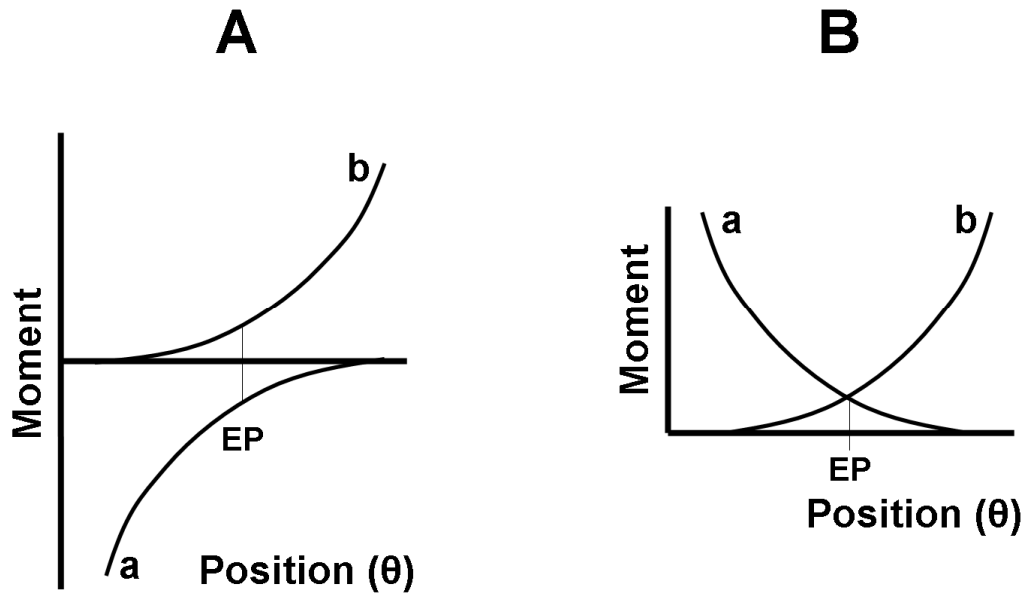 A
b
Moment
EP
a
Position (θ)
B
a
b
Moment
EP
Position (θ)